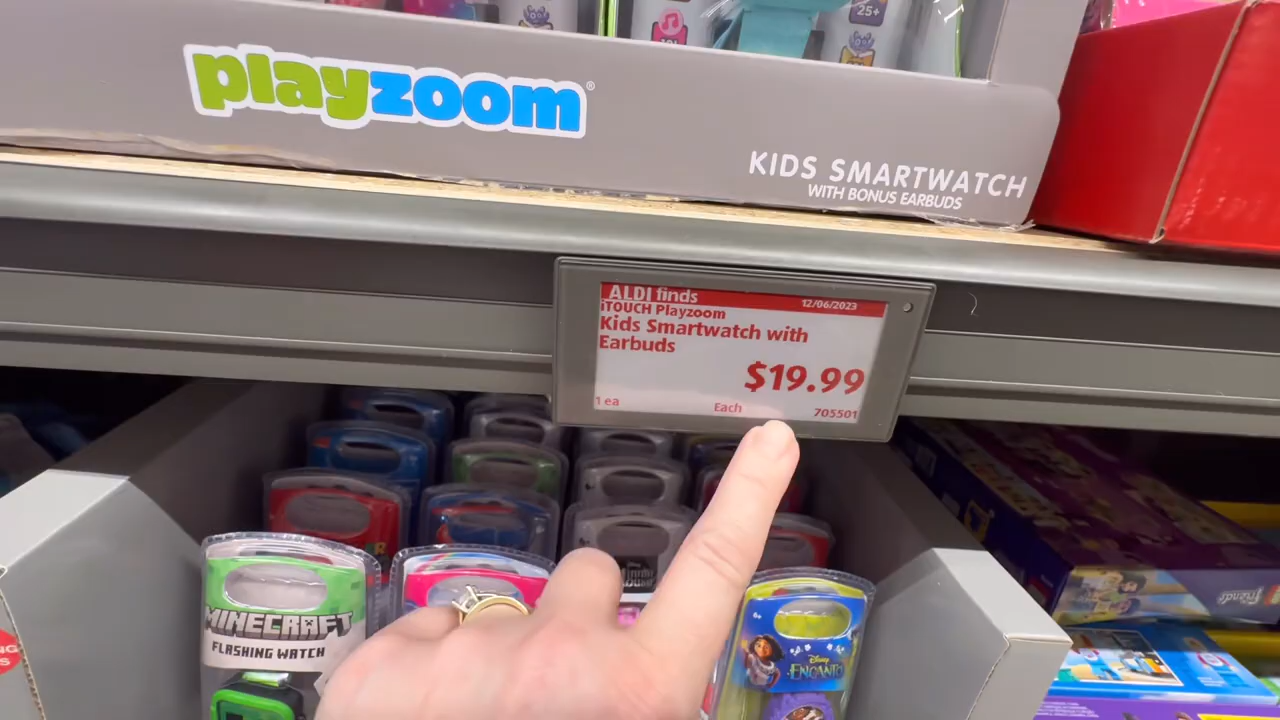 25+
playzoom®
KIDS SMARTWATCH
WITH BONUS EARBUDS
ALDI finds
12/06/2023
iTOUCH Playzoom
Kids Smartwatch with
Earbuds
$19.99
1 ea
Each
705501
MINECRAFT
FLASHING WATCH
Disney
ENCANTO
friends